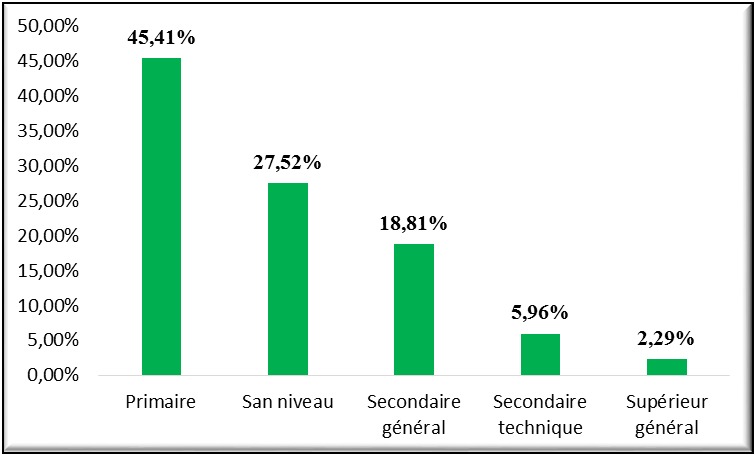 50,00%
45,00%
40,00%
35,00%
30,00%
25,00%
20,00%
15,00%
10,00%
5,00%
0,00%
45,41%
27,52%
18,81%
5,96%
2,29%
Primaire
San niveau
Secondaire
général
Secondaire
technique
Supérieur
général